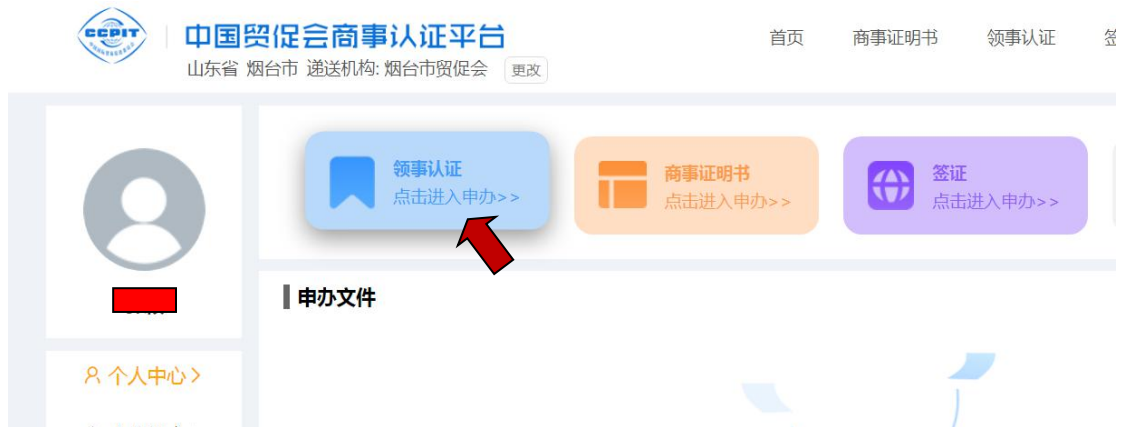 CCPIT
中国贸促会商事认证平台
首页 商事证明书 领事认证
山东省 烟台市 递送机构: 烟台市贸促会 更改
领事认证
点击进入申办>>
商事证明书
点击进入申办>>
签证
点击进入申办>>
申办文件
个人中心>